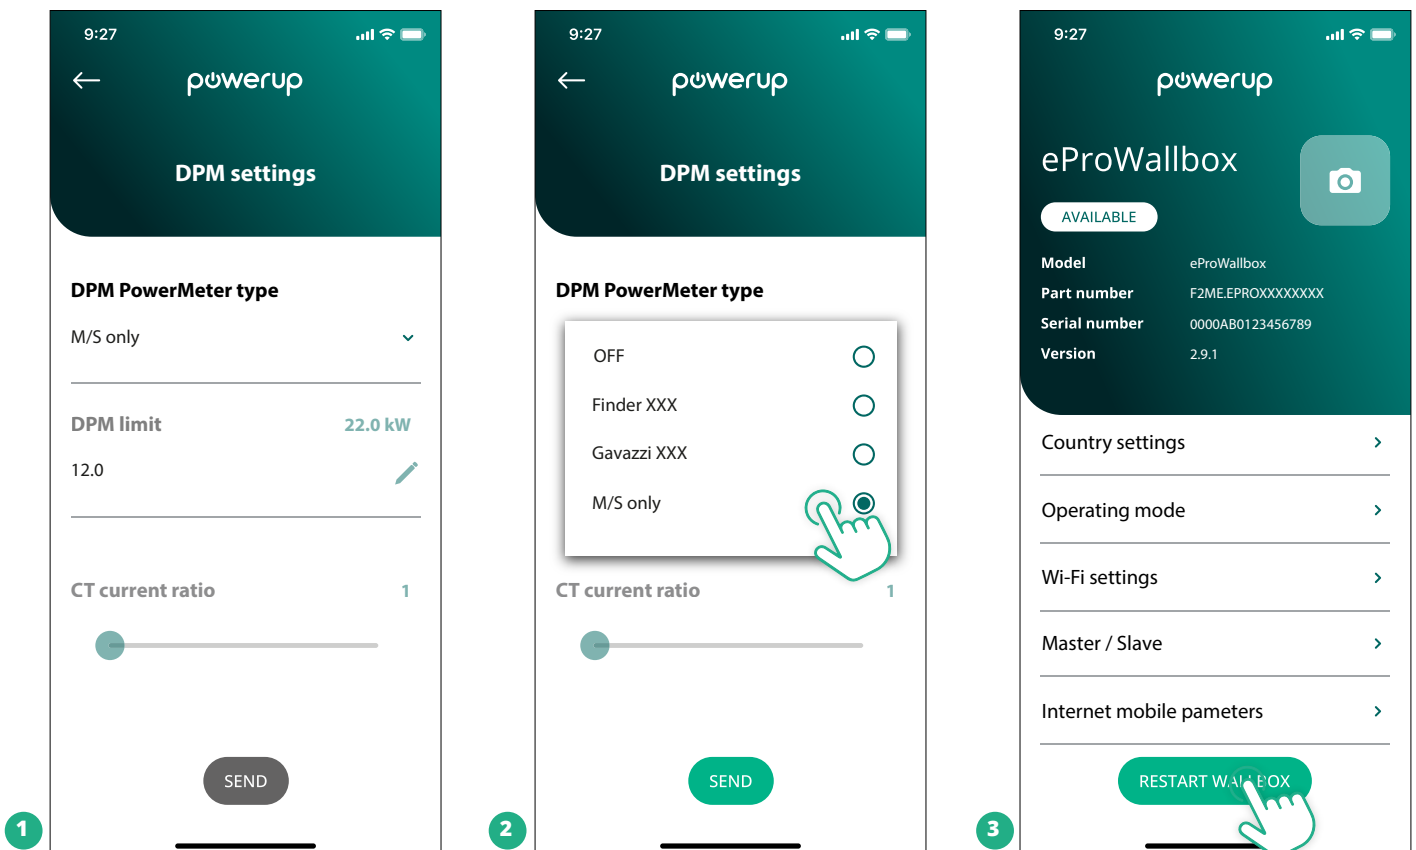 9:27
powerup
DPM settings
DPM PowerMeter type
M/S only
DPM limit 22.0 kW
12.0
CT current ratio 1
SEND
1
9:27
powerup
DPM settings
DPM PowerMeter type
OFF
Finder XXX
Gavazzi XXX
M/S only
CT current ratio 1
SEND
2
9:27
powerup
eProWallbox
AVAILABLE
Model eProWallbox
Part number F2ME.EPROXXXXXXXX
Serial number 0000AB0123456789
Version 2.9.1
Country settings
Operating mode
Wi-Fi settings
Master / Slave
Internet mobile pameters
RESTART WALLBOX
3